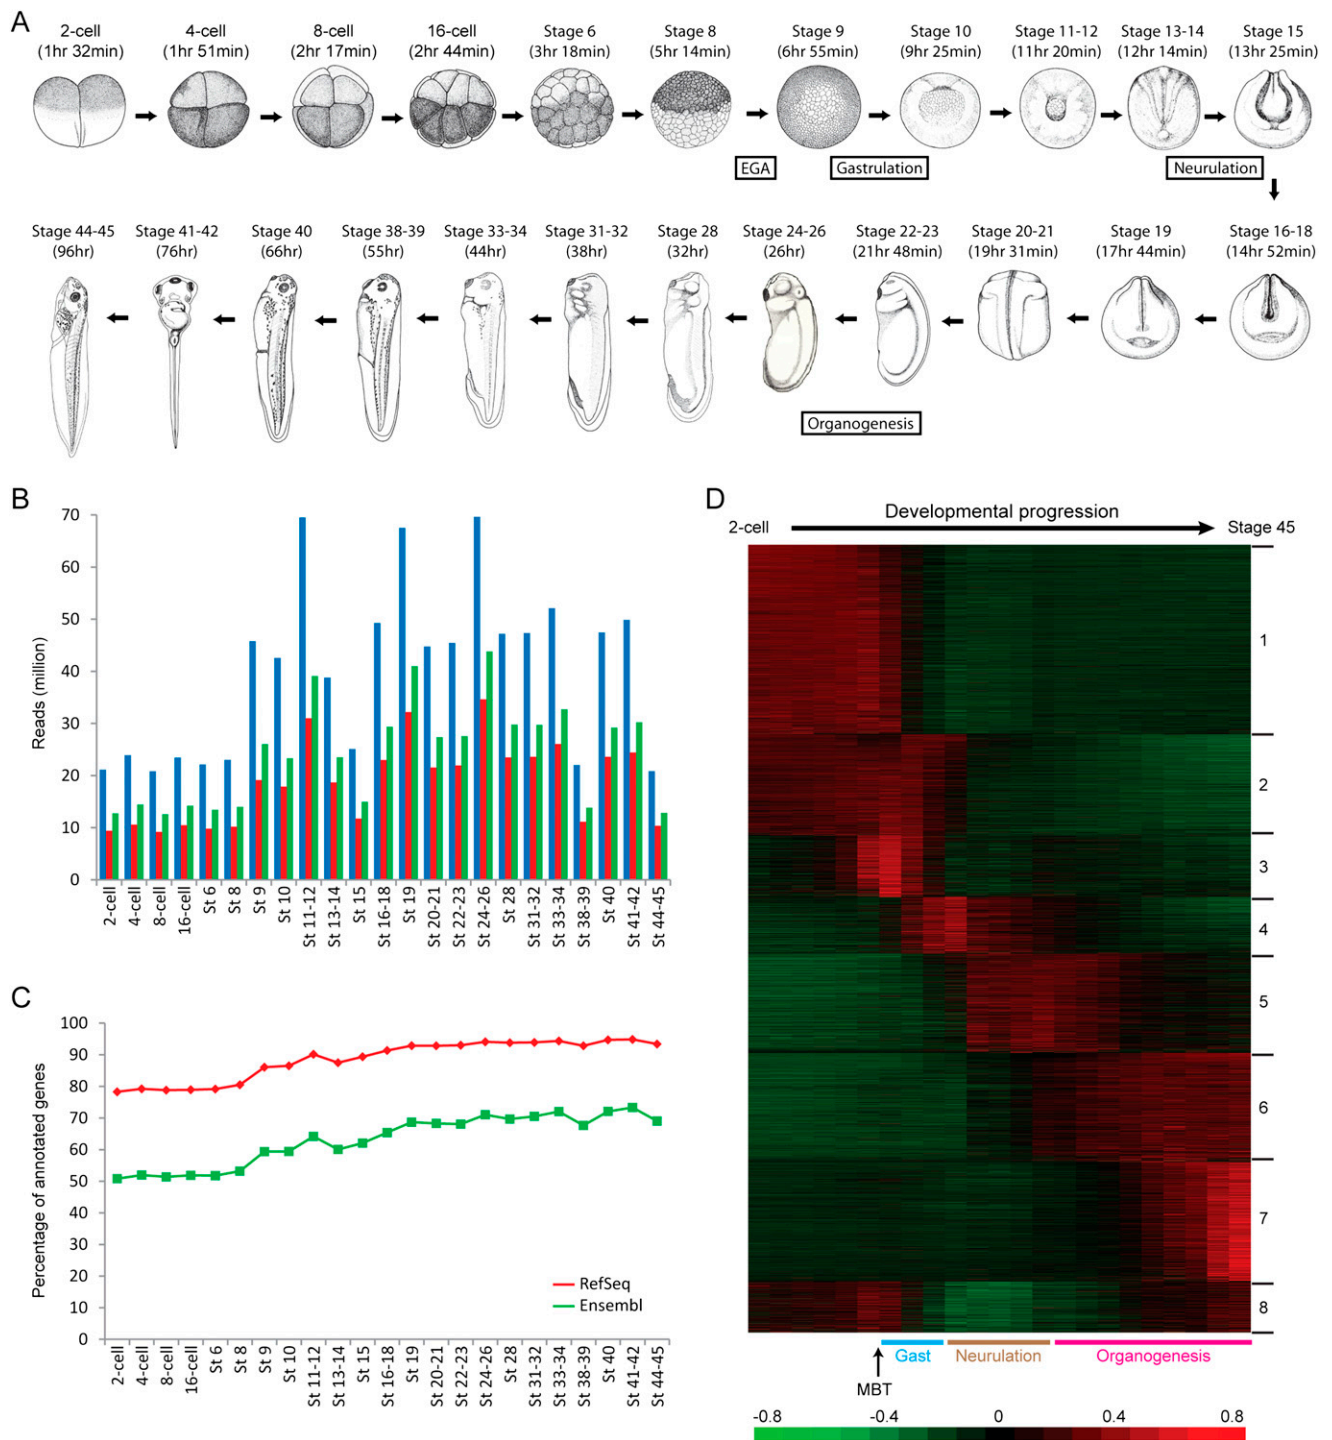 A
2-cell
(1hr 32min)
4-cell
(1hr 51min)
8-cell
(2hr 17min)
16-cell
(2hr 44min)
Stage 6
(3hr 18min)
Stage 8
(5hr 14min)
Stage 9
(6hr 55min)
Stage 10
(9hr 25min)
Stage 11-12
(11hr 20min)
Stage 13-14
(12hr 14min)
Stage 15
(13hr 25min)
EGA
Gastrulation
Neurulation
Stage 44-45
(96hr)
Stage 41-42
(76hr)
Stage 40
(66hr)
Stage 38-39
(55hr)
Stage 33-34
(44hr)
Stage 31-32
(38hr)
Stage 28
(32hr)
Stage 24-26
(26hr)
Stage 22-23
(21hr 48min)
Stage 20-21
(19hr 31min)
Stage 19
(17hr 44min)
Stage 16-18
(14hr 52min)
Organogenesis
B
Reads (million)
70
60
50
40
30
20
10
0
2-cell
4-cell
8-cell
16-cell
St 6
St 8
St 9
St 10
St 11-12
St 13-14
St 15
St 16-18
St 19
St 20-21
St 22-23
St 24-26
St 28
St 31-32
St 33-34
St 38-39
St 40
St 41-42
St 44-45
C
Percentage of annotated genes
100
90
80
70
60
50
40
30
20
10
0
RefSeq
Ensembl
2-cell
4-cell
8-cell
16-cell
St 6
St 8
St 9
St 10
St 11-12
St 13-14
St 15
St 16-18
St 19
St 20-21
St 22-23
St 24-26
St 28
St 31-32
St 33-34
St 38-39
St 40
St 41-42
St 44-45
D
Developmental progression
2-cell
Stage 45
1
2
3
4
5
6
7
8
Gast
Neurulation
Organogenesis
MBT
-0.8
-0.4
0
0.4
0.8